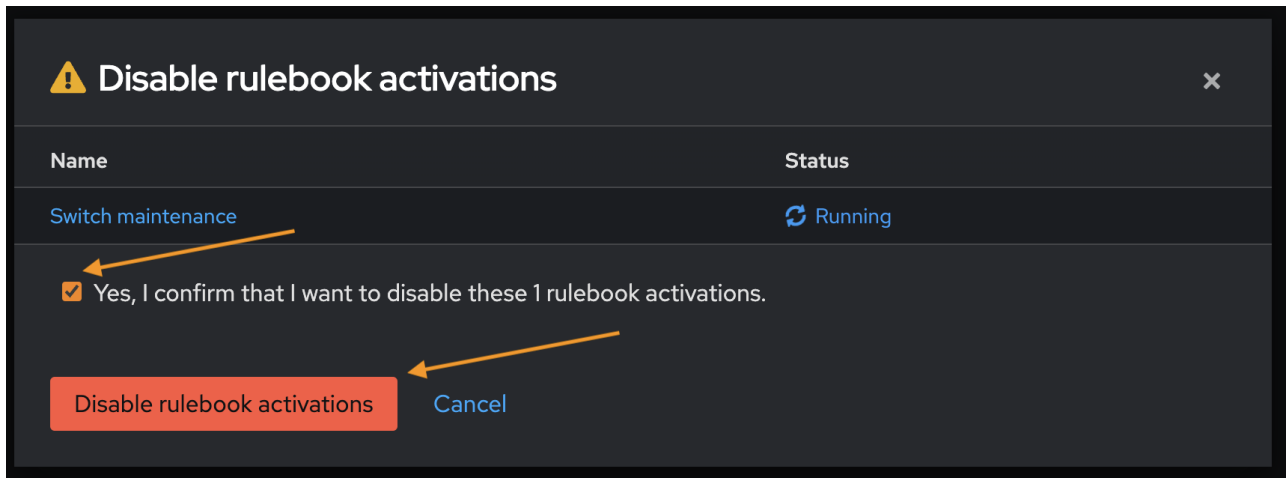 Disable rulebook activations
Name Status
Switch maintenance Running
Yes, I confirm that I want to disable these 1 rulebook activations.
Disable rulebook activations Cancel